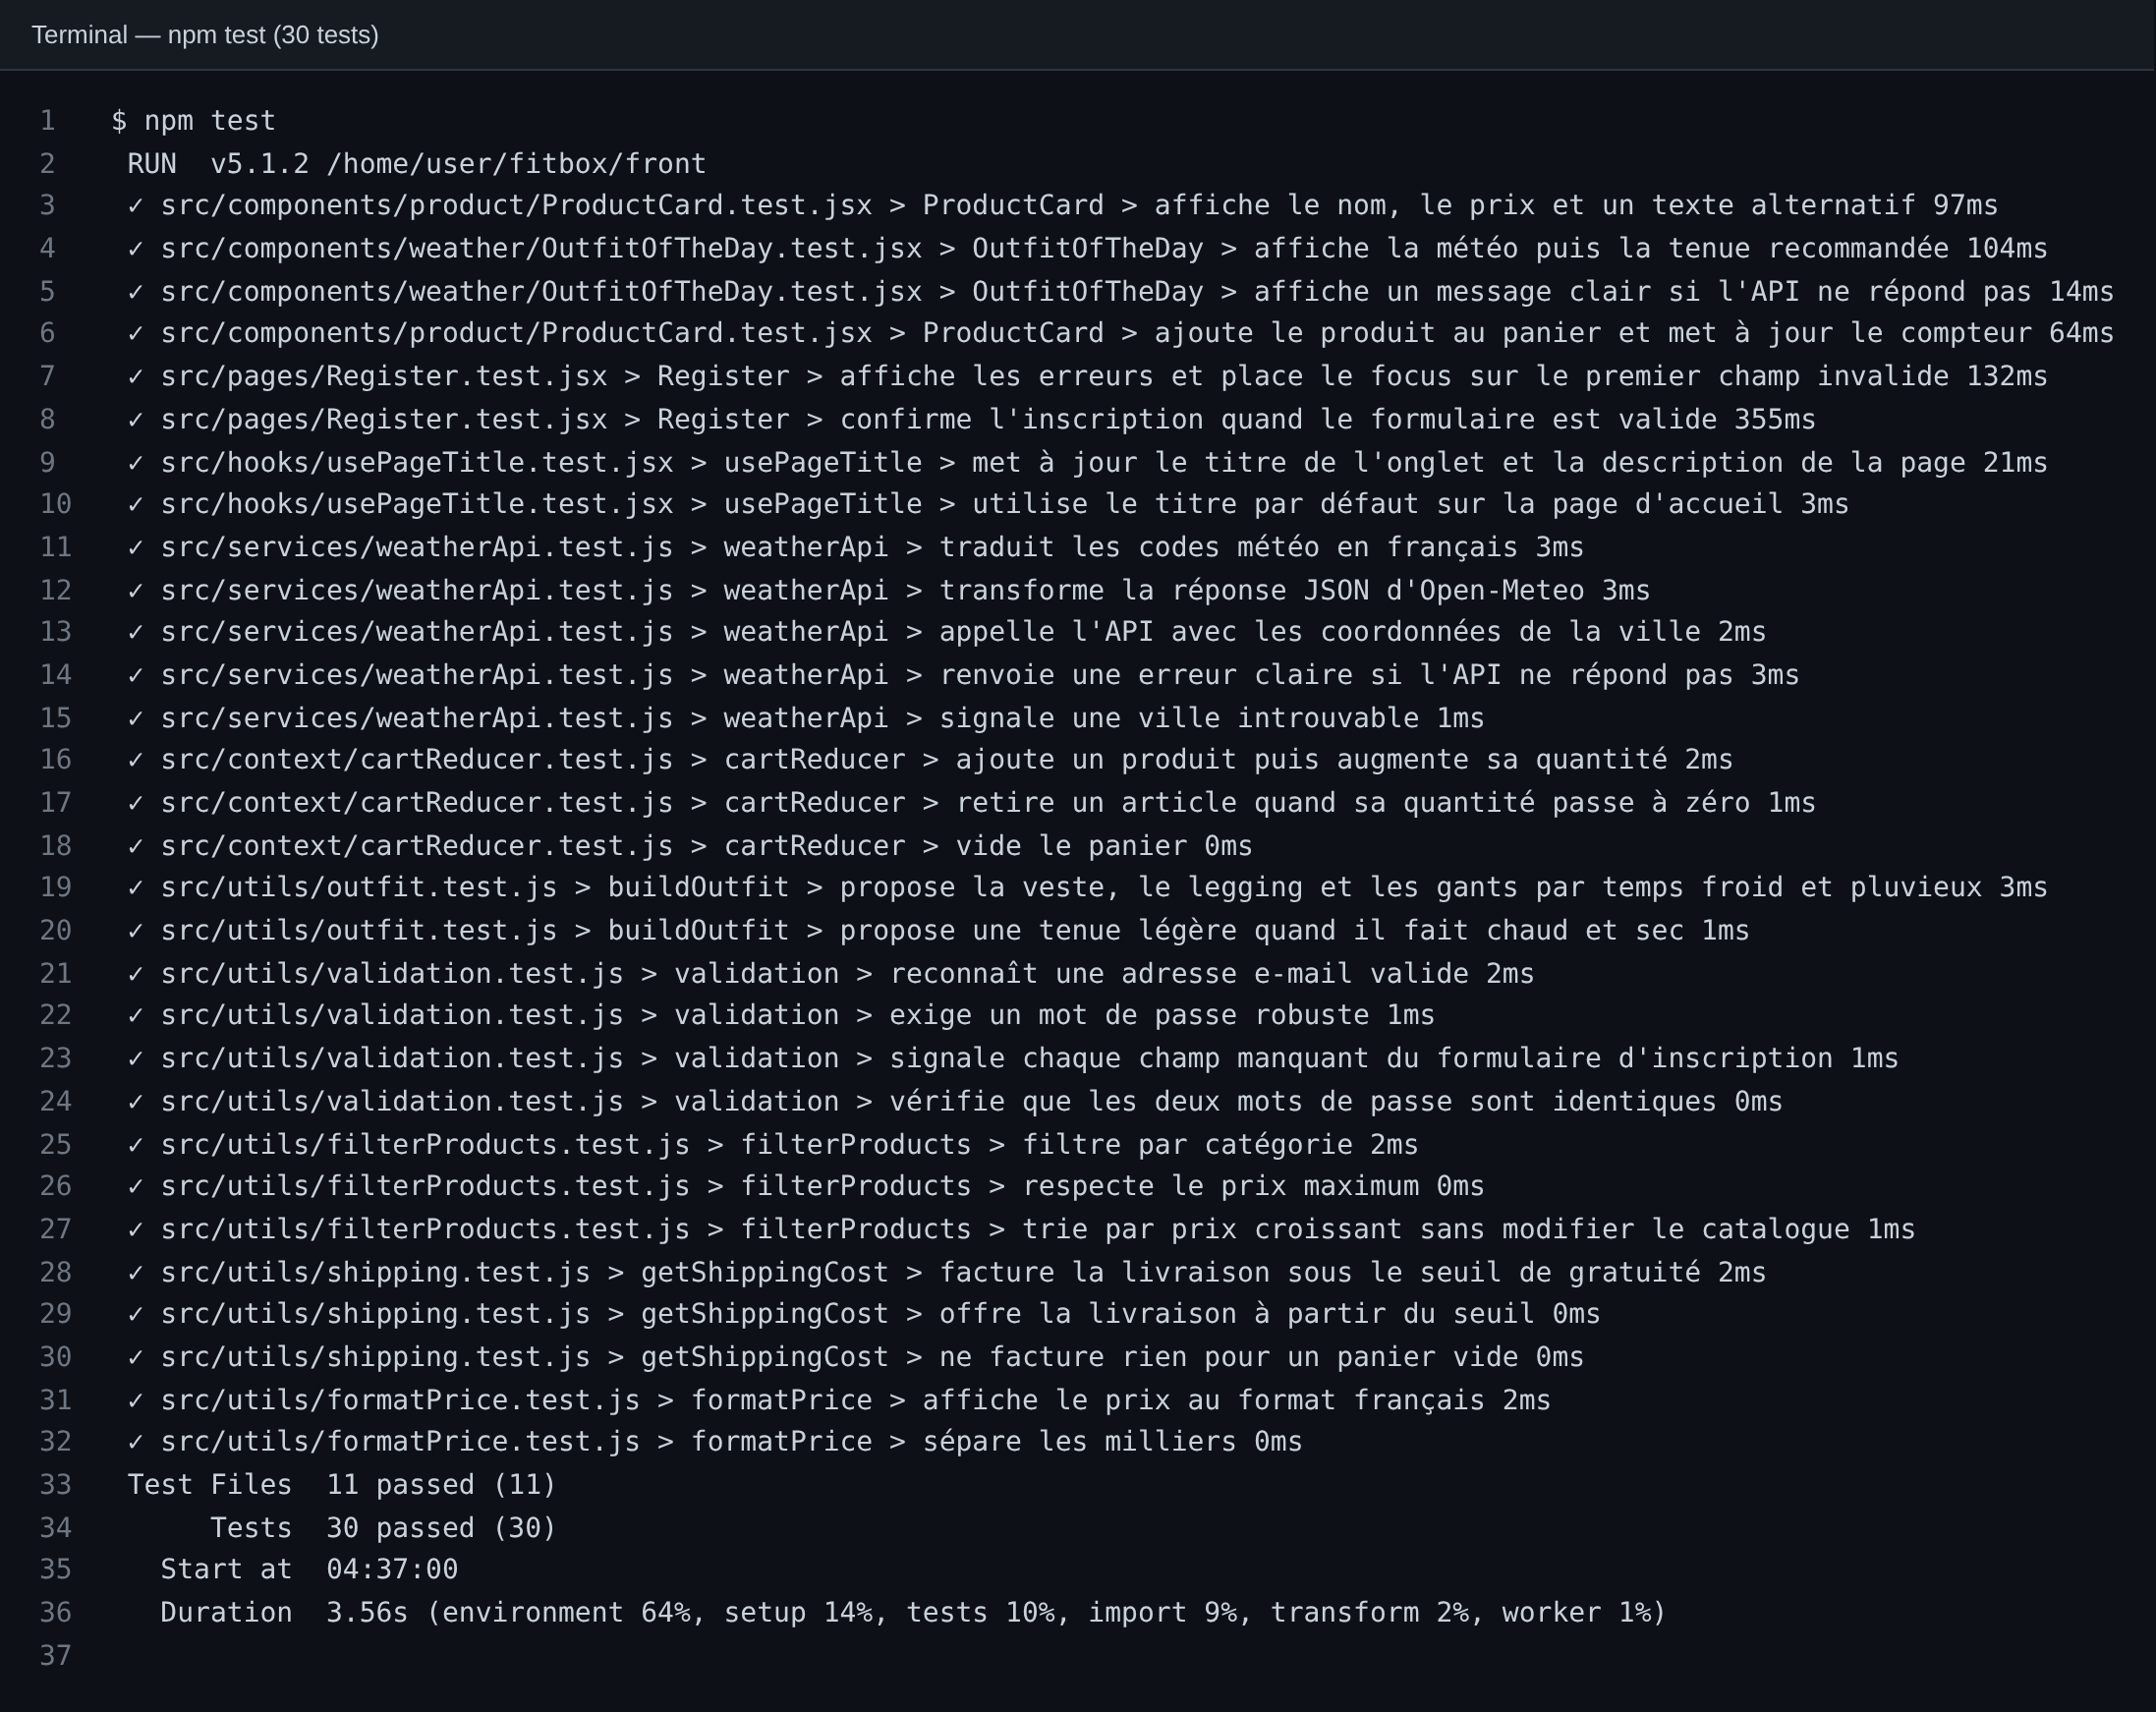 Terminal — npm test (30 tests)
1 $ npm test
2 RUN  v5.1.2 /home/user/fitbox/front
3 ✓ src/components/product/ProductCard.test.jsx > ProductCard > affiche le nom, le prix et un texte alternatif 97ms
4 ✓ src/components/weather/OutfitOfTheDay.test.jsx > OutfitOfTheDay > affiche la météo puis la tenue recommandée 104ms
5 ✓ src/components/weather/OutfitOfTheDay.test.jsx > OutfitOfTheDay > affiche un message clair si l'API ne répond pas 14ms
6 ✓ src/components/product/ProductCard.test.jsx > ProductCard > ajoute le produit au panier et met à jour le compteur 64ms
7 ✓ src/pages/Register.test.jsx > Register > affiche les erreurs et place le focus sur le premier champ invalide 132ms
8 ✓ src/pages/Register.test.jsx > Register > confirme l'inscription quand le formulaire est valide 355ms
9 ✓ src/hooks/usePageTitle.test.jsx > usePageTitle > met à jour le titre de l'onglet et la description de la page 21ms
10 ✓ src/hooks/usePageTitle.test.jsx > usePageTitle > utilise le titre par défaut sur la page d'accueil 3ms
11 ✓ src/services/weatherApi.test.js > weatherApi > traduit les codes météo en français 3ms
12 ✓ src/services/weatherApi.test.js > weatherApi > transforme la réponse JSON d'Open-Meteo 3ms
13 ✓ src/services/weatherApi.test.js > weatherApi > appelle l'API avec les coordonnées de la ville 2ms
14 ✓ src/services/weatherApi.test.js > weatherApi > renvoie une erreur claire si l'API ne répond pas 3ms
15 ✓ src/services/weatherApi.test.js > weatherApi > signale une ville introuvable 1ms
16 ✓ src/context/cartReducer.test.js > cartReducer > ajoute un produit puis augmente sa quantité 2ms
17 ✓ src/context/cartReducer.test.js > cartReducer > retire un article quand sa quantité passe à zéro 1ms
18 ✓ src/context/cartReducer.test.js > cartReducer > vide le panier 0ms
19 ✓ src/utils/outfit.test.js > buildOutfit > propose la veste, le legging et les gants par temps froid et pluvieux 3ms
20 ✓ src/utils/outfit.test.js > buildOutfit > propose une tenue légère quand il fait chaud et sec 1ms
21 ✓ src/utils/validation.test.js > validation > reconnaît une adresse e-mail valide 2ms
22 ✓ src/utils/validation.test.js > validation > exige un mot de passe robuste 1ms
23 ✓ src/utils/validation.test.js > validation > signale chaque champ manquant du formulaire d'inscription 1ms
24 ✓ src/utils/validation.test.js > validation > vérifie que les deux mots de passe sont identiques 0ms
25 ✓ src/utils/filterProducts.test.js > filterProducts > filtre par catégorie 2ms
26 ✓ src/utils/filterProducts.test.js > filterProducts > respecte le prix maximum 0ms
27 ✓ src/utils/filterProducts.test.js > filterProducts > trie par prix croissant sans modifier le catalogue 1ms
28 ✓ src/utils/shipping.test.js > getShippingCost > facture la livraison sous le seuil de gratuité 2ms
29 ✓ src/utils/shipping.test.js > getShippingCost > offre la livraison à partir du seuil 0ms
30 ✓ src/utils/shipping.test.js > getShippingCost > ne facture rien pour un panier vide 0ms
31 ✓ src/utils/formatPrice.test.js > formatPrice > affiche le prix au format français 2ms
32 ✓ src/utils/formatPrice.test.js > formatPrice > sépare les milliers 0ms
33 Test Files  11 passed (11)
34 Tests  30 passed (30)
35 Start at  04:37:00
36 Duration  3.56s (environment 64%, setup 14%, tests 10%, import 9%, transform 2%, worker 1%)
37